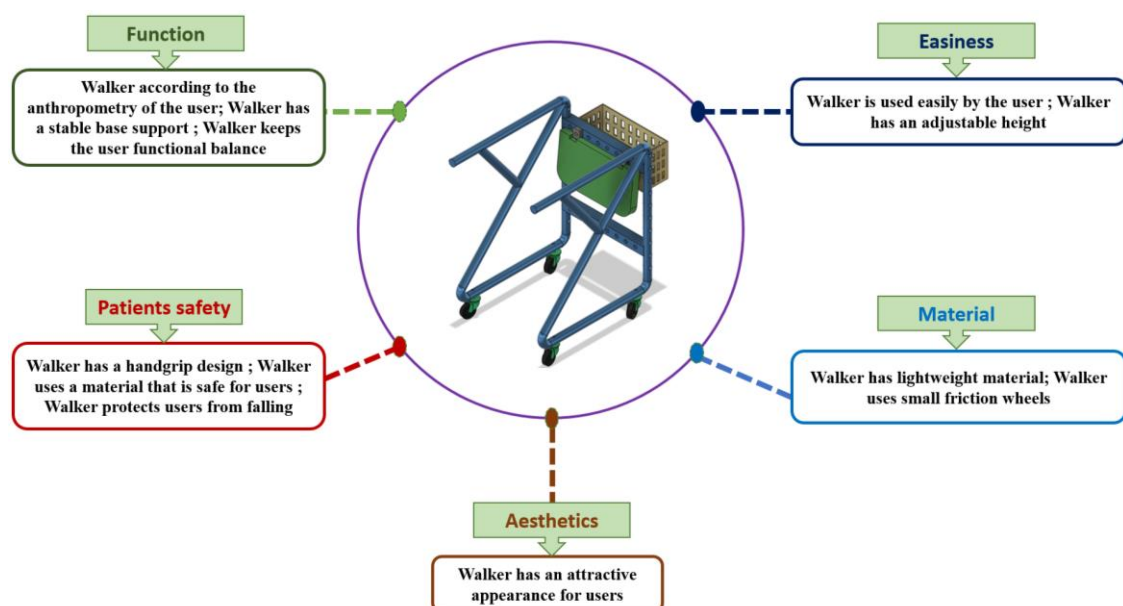 Function
Walker according to the
anthropometry of the user; Walker has
a stable base support ; Walker keeps
the user functional balance
Easiness
Walker is used easily by the user ; Walker
has an adjustable height
Patients safety
Walker has a handgrip design ; Walker
uses a material that is safe for users ;
Walker protects users from falling
Material
Walker has lightweight material; Walker
uses small friction wheels
Aesthetics
Walker has an attractive
appearance for users